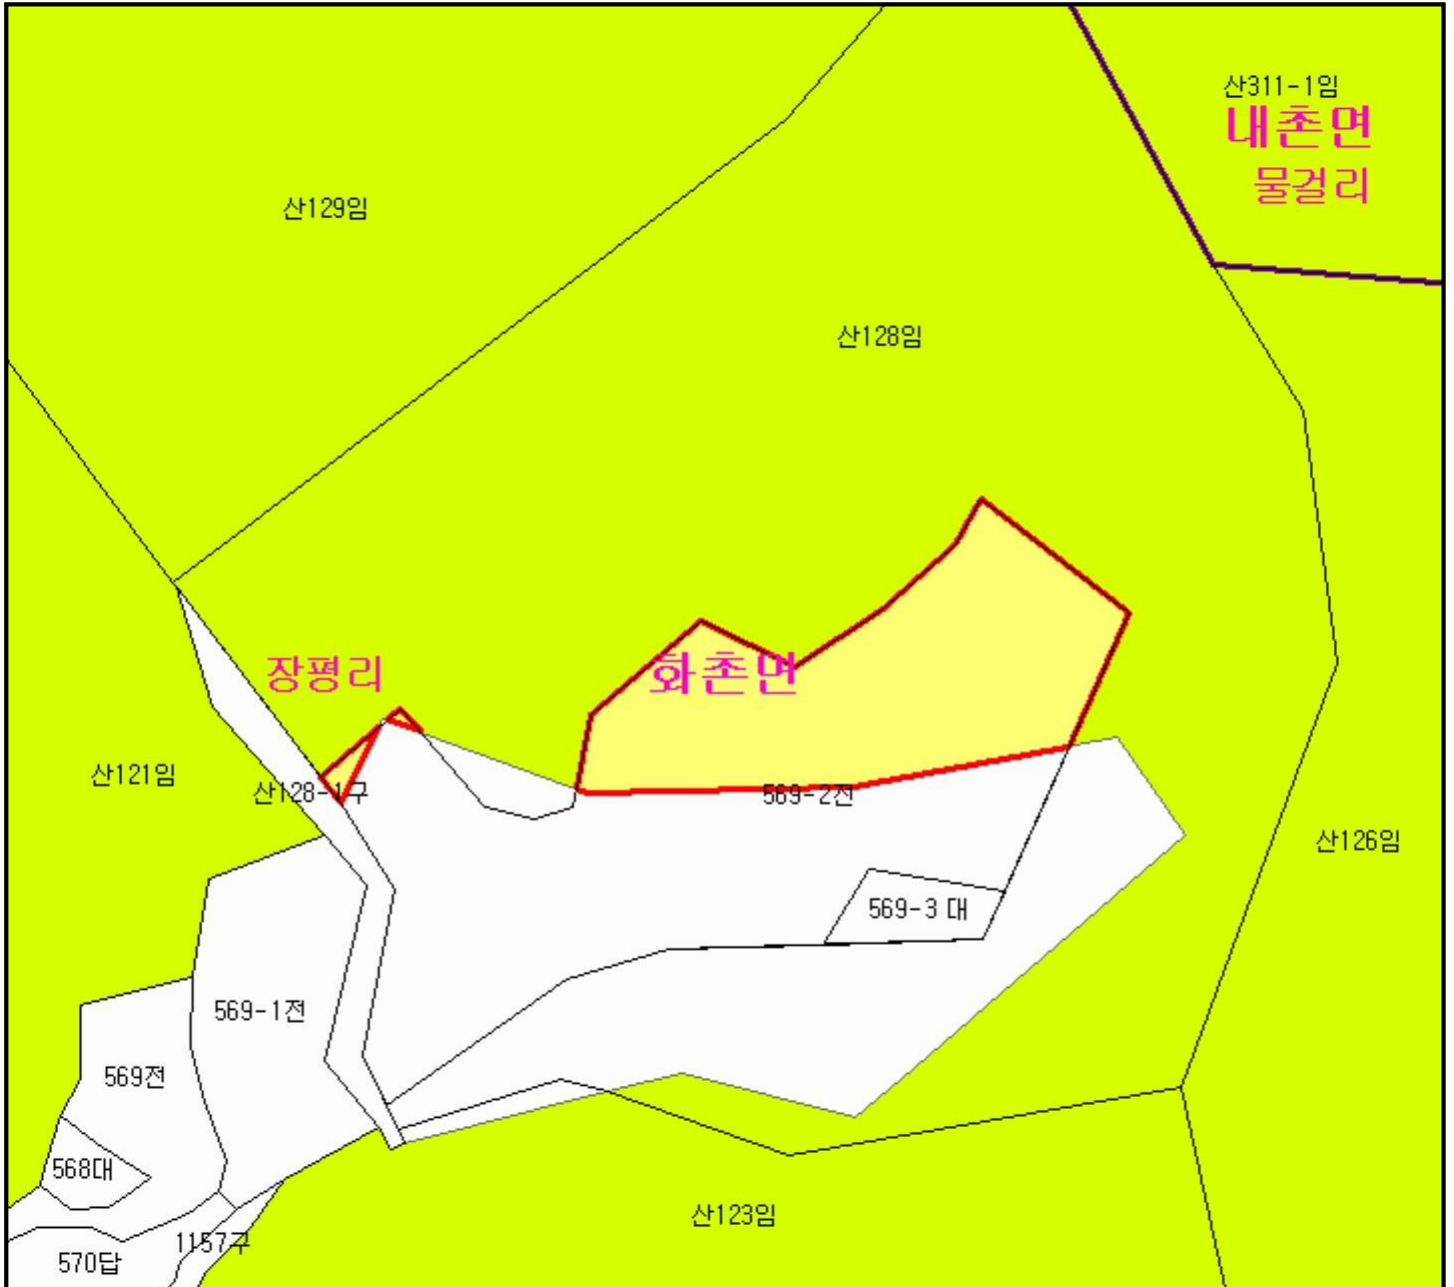 산311-1임
내촌면
물걸리
산129임
산128임
장평리
화촌면
산121임
산128-1구
569-2전
산126임
569-3 대
569-1전
569전
568대
산123임
1157구
570답